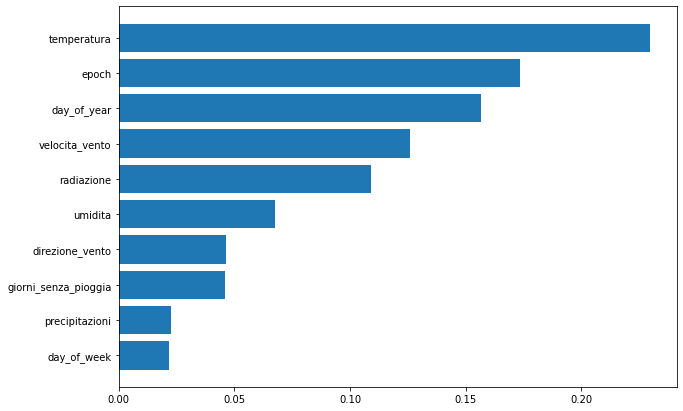 temperatura
epoch
day_of_year
velocita_vento
radiazione
umidita
direzione_vento
giorni_senza_pioggia
precipitazioni
day_of_week
0.00 0.05 0.10 0.15 0.20